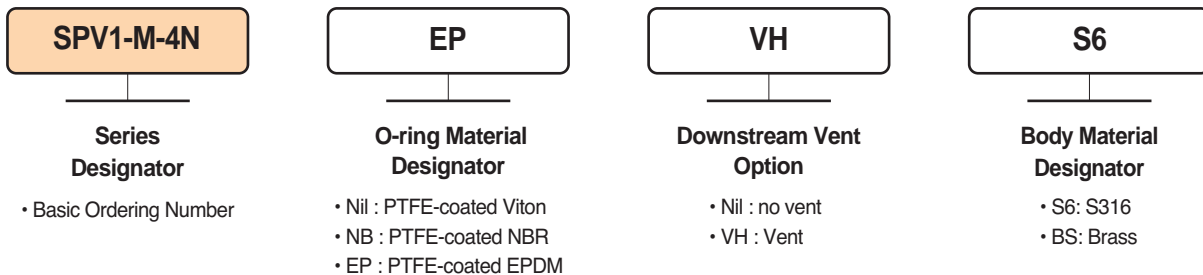 SPV1-M-4N
EP
VH
S6
Series
Designator
• Basic Ordering Number
O-ring Material
Designator
• Nil : PTFE-coated Viton
• NB : PTFE-coated NBR
• EP : PTFE-coated EPDM
Downstream Vent
Option
• Nil : no vent
• VH : Vent
Body Material
Designator
• S6: S316
• BS: Brass